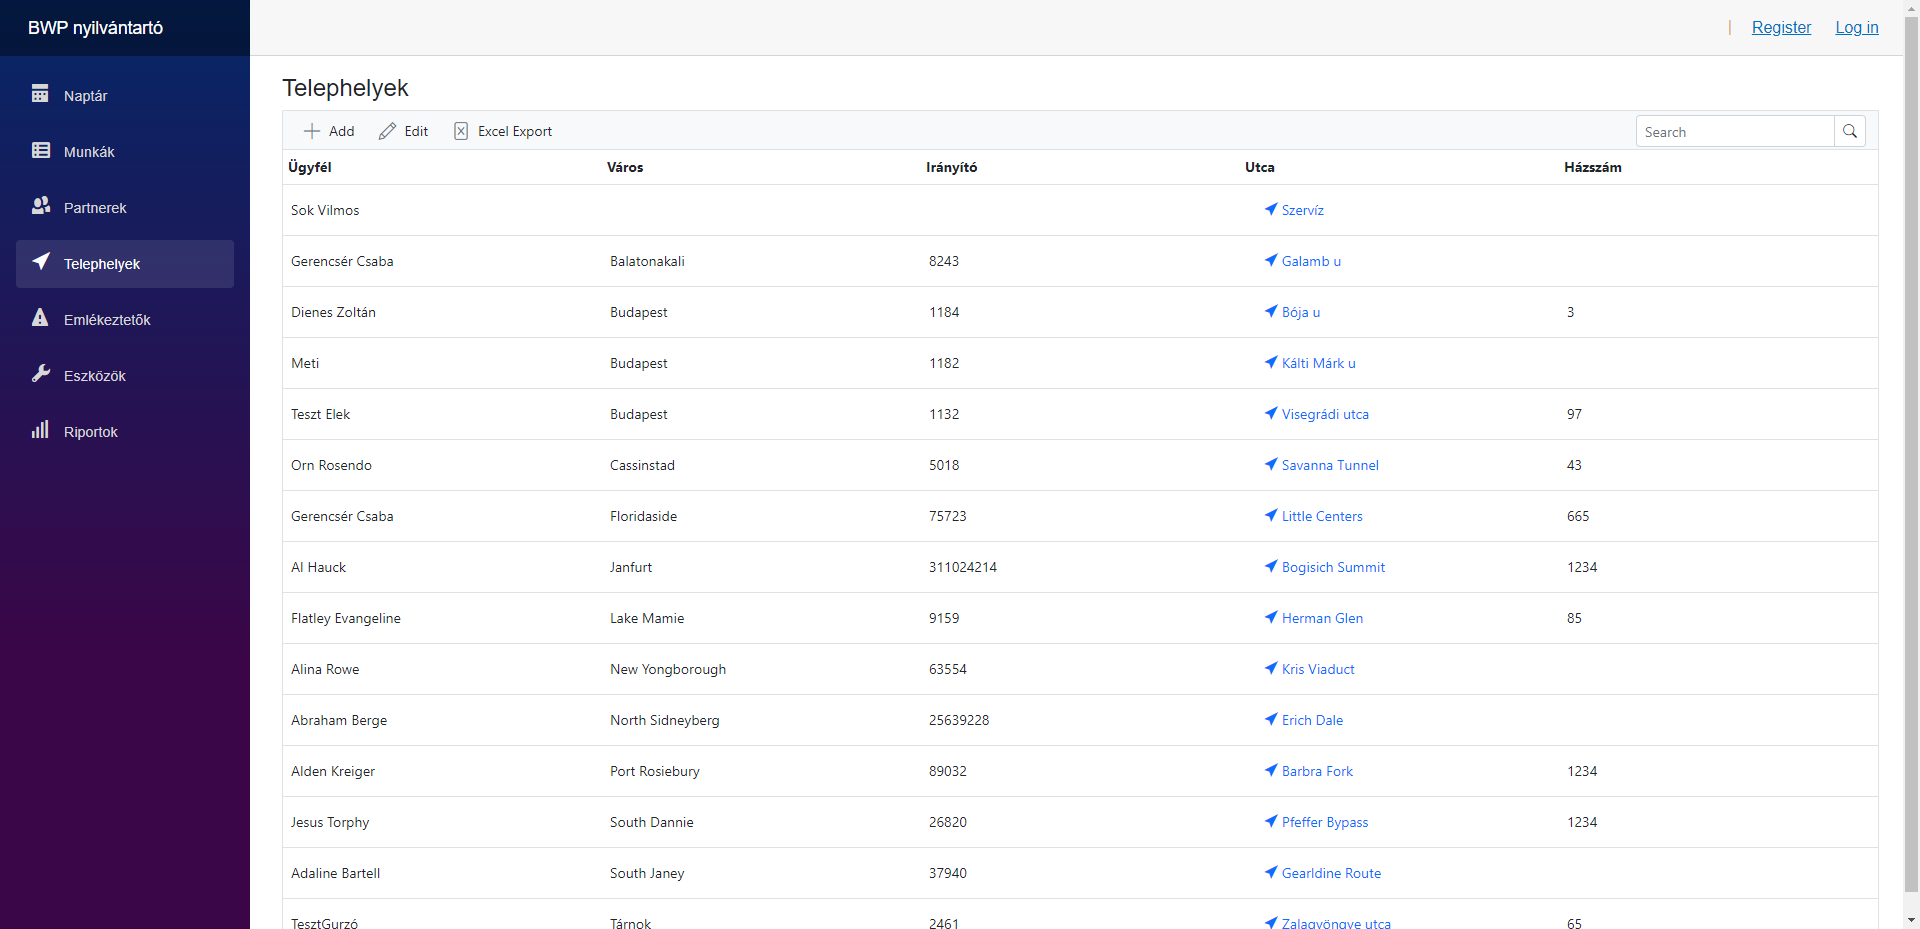 BWP nyilvántartó
| Register Log in
Naptár
Munkák
Partnerek
Telephelyek
Emlékeztetők
Eszközök
Riportok
Telephelyek
Add Edit Excel Export Search
Ügyfél Város Irányító Utca Házszám
Sok Vilmos Szervíz
Gerencsér Csaba Balatonakali 8243 Galamb u
Dienes Zoltán Budapest 1184 Bója u 3
Meti Budapest 1182 Kálti Márk u
Teszt Elek Budapest 1132 Visegrádi utca 97
Orn Rosendo Cassinstad 5018 Savanna Tunnel 43
Gerencsér Csaba Floridaside 75723 Little Centers 665
Al Hauck Janfurt 311024214 Bogisich Summit 1234
Flatley Evangeline Lake Mamie 9159 Herman Glen 85
Alina Rowe New Yongborough 63554 Kris Viaduct
Abraham Berge North Sidneyberg 25639228 Erich Dale
Alden Kreiger Port Rosiebury 89032 Barbra Fork 1234
Jesus Torphy South Dannie 26820 Pfeffer Bypass 1234
Adaline Bartell South Janey 37940 Gearldine Route
TesztGurzó Tárnok 2461 Zalagyöngye utca 65